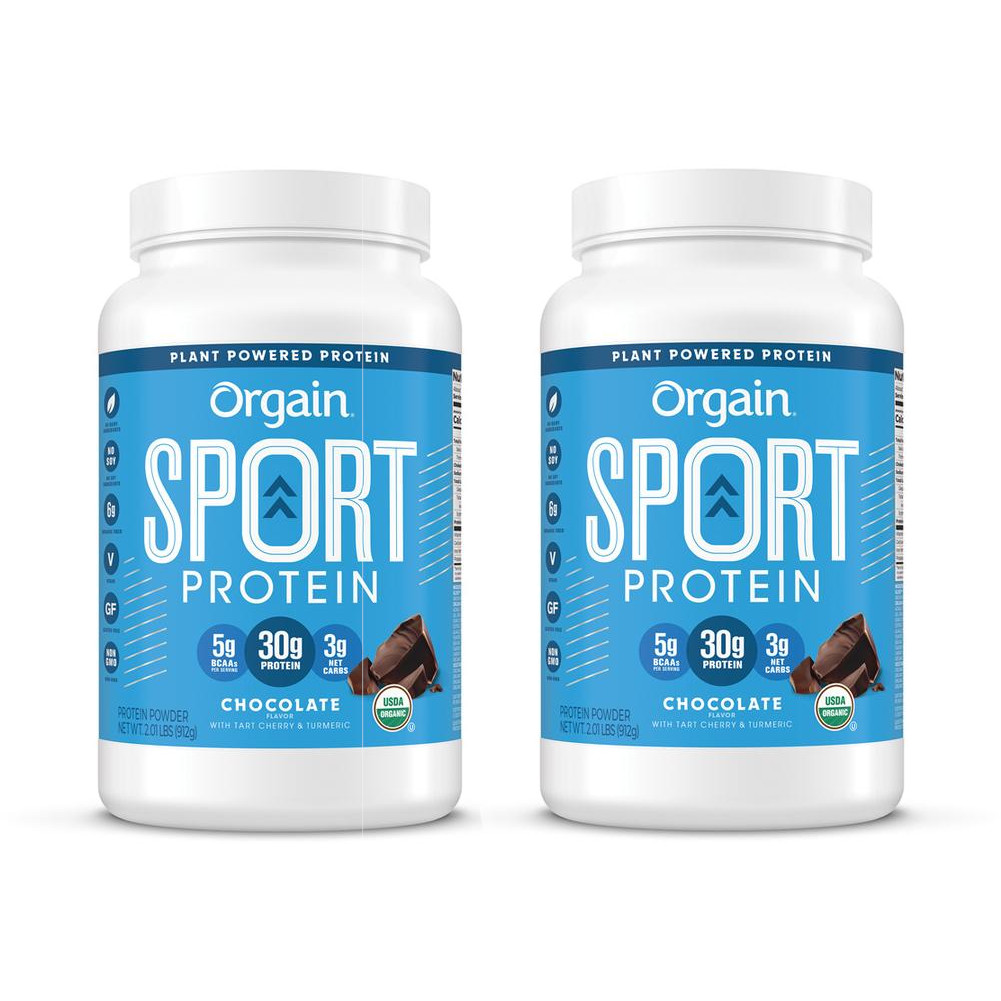 PLANT POWERED PROTEIN
Orgain
SPORT
PROTEIN
NO
SOY
6g
V
GF
NON
GMO
5g
BCAAs
PER SERVING
30g
PROTEIN
3g
NET
CARBS
CHOCOLATE
FLAVOR
WITH TART CHERRY & TURMERIC
USDA
ORGANIC
PROTEIN POWDER
NET WT. 2.01 LBS (912g)
PLANT POWERED PROTEIN
Orgain
SPORT
PROTEIN
NO
SOY
6g
V
GF
NON
GMO
5g
BCAAs
PER SERVING
30g
PROTEIN
3g
NET
CARBS
CHOCOLATE
FLAVOR
WITH TART CHERRY & TURMERIC
USDA
ORGANIC
PROTEIN POWDER
NET WT. 2.01 LBS (912g)